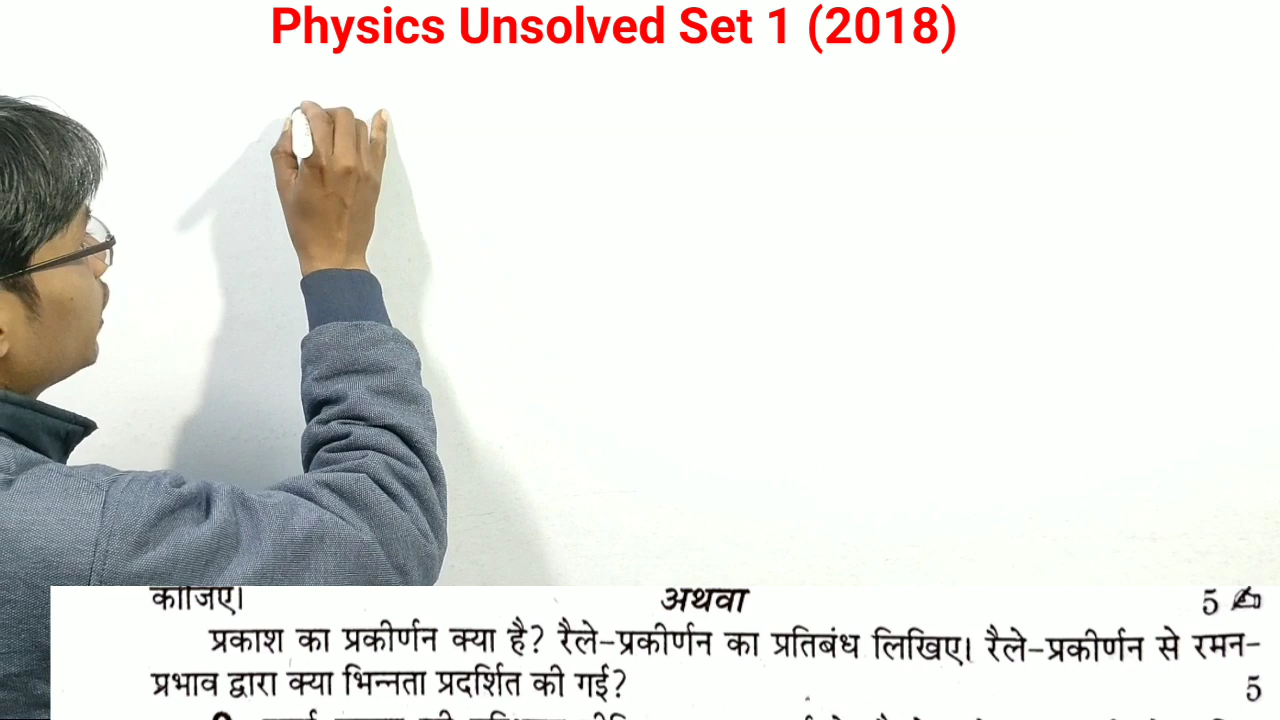 Physics Unsolved Set 1 (2018)
कीजिए।
अथवा 5
प्रकाश का प्रकीर्णन क्या है? रैले-प्रकीर्णन का प्रतिबंध लिखिए। रैले-प्रकीर्णन से रमन-
प्रभाव द्वारा क्या भिन्नता प्रदर्शित की गई? 5